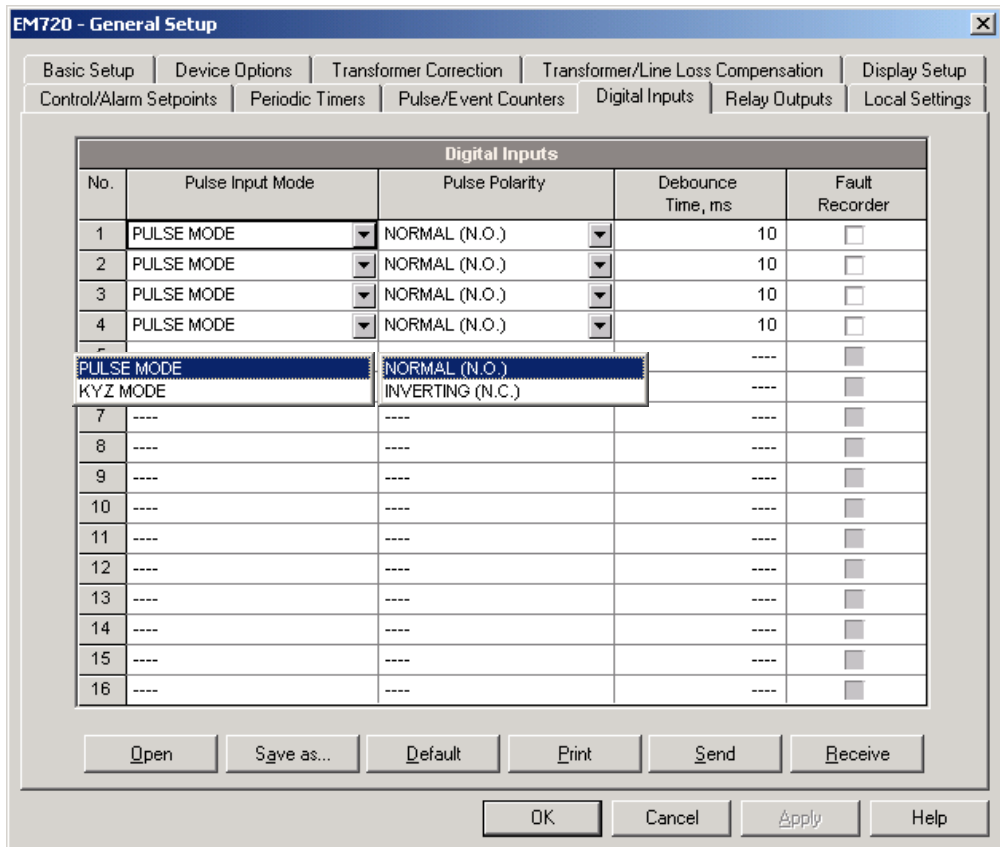 EM720 - General Setup
Basic Setup Device Options Transformer Correction Transformer/Line Loss Compensation Display Setup
Control/Alarm Setpoints Periodic Timers Pulse/Event Counters Digital Inputs Relay Outputs Local Settings
Digital Inputs
No. Pulse Input Mode Pulse Polarity Debounce Time, ms Fault Recorder
1 PULSE MODE NORMAL (N.O.) 10
2 PULSE MODE NORMAL (N.O.) 10
3 PULSE MODE NORMAL (N.O.) 10
4 PULSE MODE NORMAL (N.O.) 10
----
PULSE MODE NORMAL (N.O.)
KYZ MODE INVERTING (N.C.) ----
7 ---- ---- ----
8 ---- ---- ----
9 ---- ---- ----
10 ---- ---- ----
11 ---- ---- ----
12 ---- ---- ----
13 ---- ---- ----
14 ---- ---- ----
15 ---- ---- ----
16 ---- ---- ----
Open Save as... Default Print Send Receive
OK Cancel Apply Help